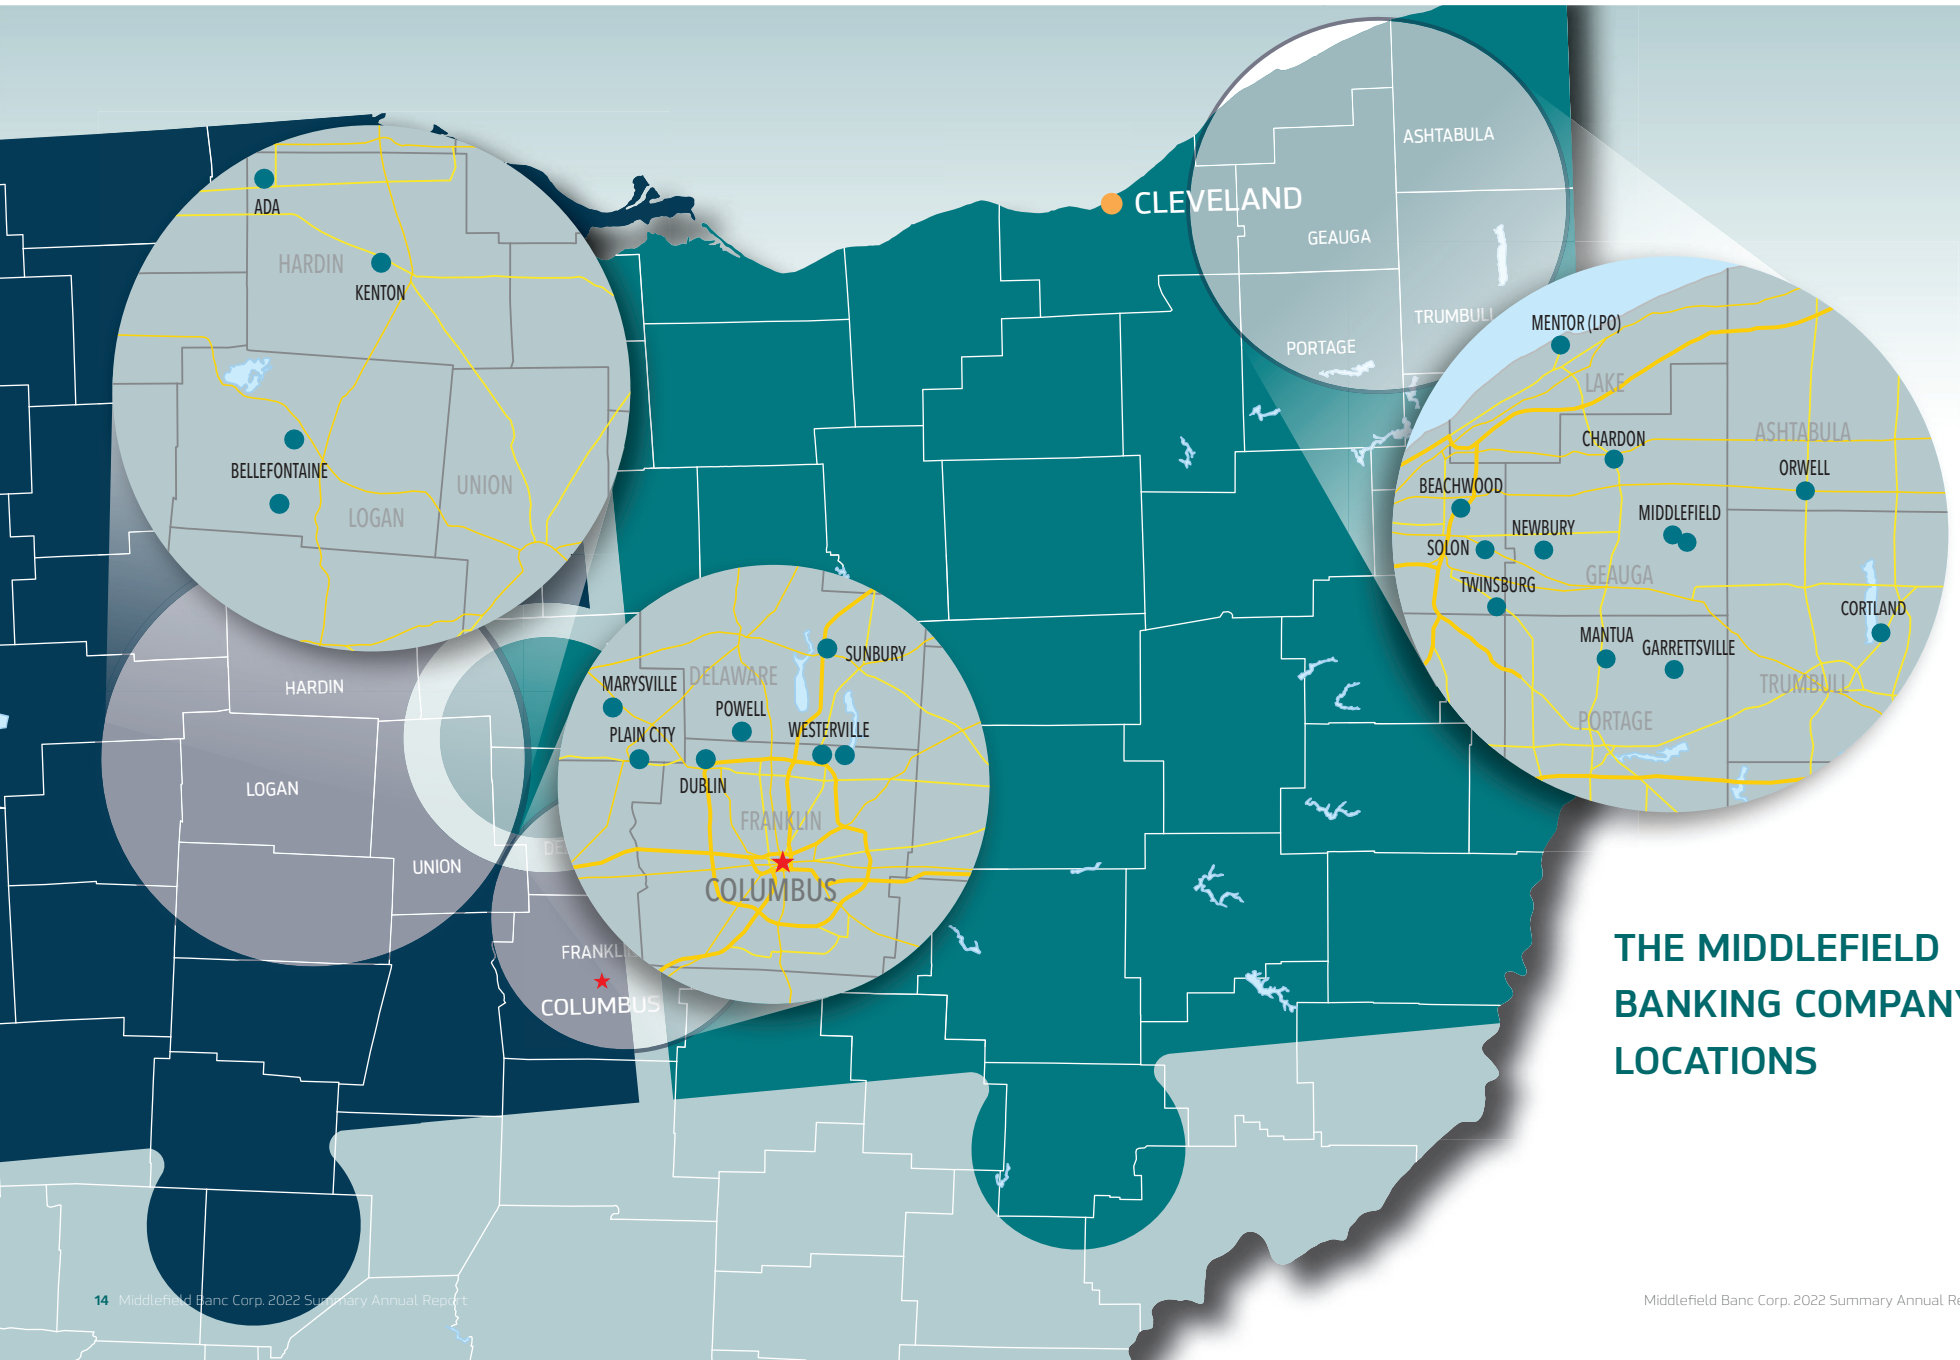 ASHTABULA
CLEVELAND
GEAUGA
TRUMBULL
PORTAGE
ADA
HARDIN
KENTON
BELLEFONTAINE
UNION
LOGAN
MENTOR (LPO)
LAKE
CHARDON
ASHTABULA
ORWELL
BEACHWOOD
MIDDLEFIELD
NEWBURY
SOLON
GEAUGA
TWINSBURG
CORTLAND
MANTUA
GARRETTSVILLE
TRUMBULL
PORTAGE
HARDIN
LOGAN
UNION
DE
FRANKLI
COLUMBUS
SUNBURY
DELAWARE
MARYSVILLE
POWELL
PLAIN CITY
WESTERVILLE
DUBLIN
FRANKLIN
COLUMBUS
THE MIDDLEFIELD
BANKING COMPANY
LOCATIONS
14 Middlefield Banc Corp. 2022 Summary Annual Report
Middlefield Banc Corp. 2022 Summary Annual Re